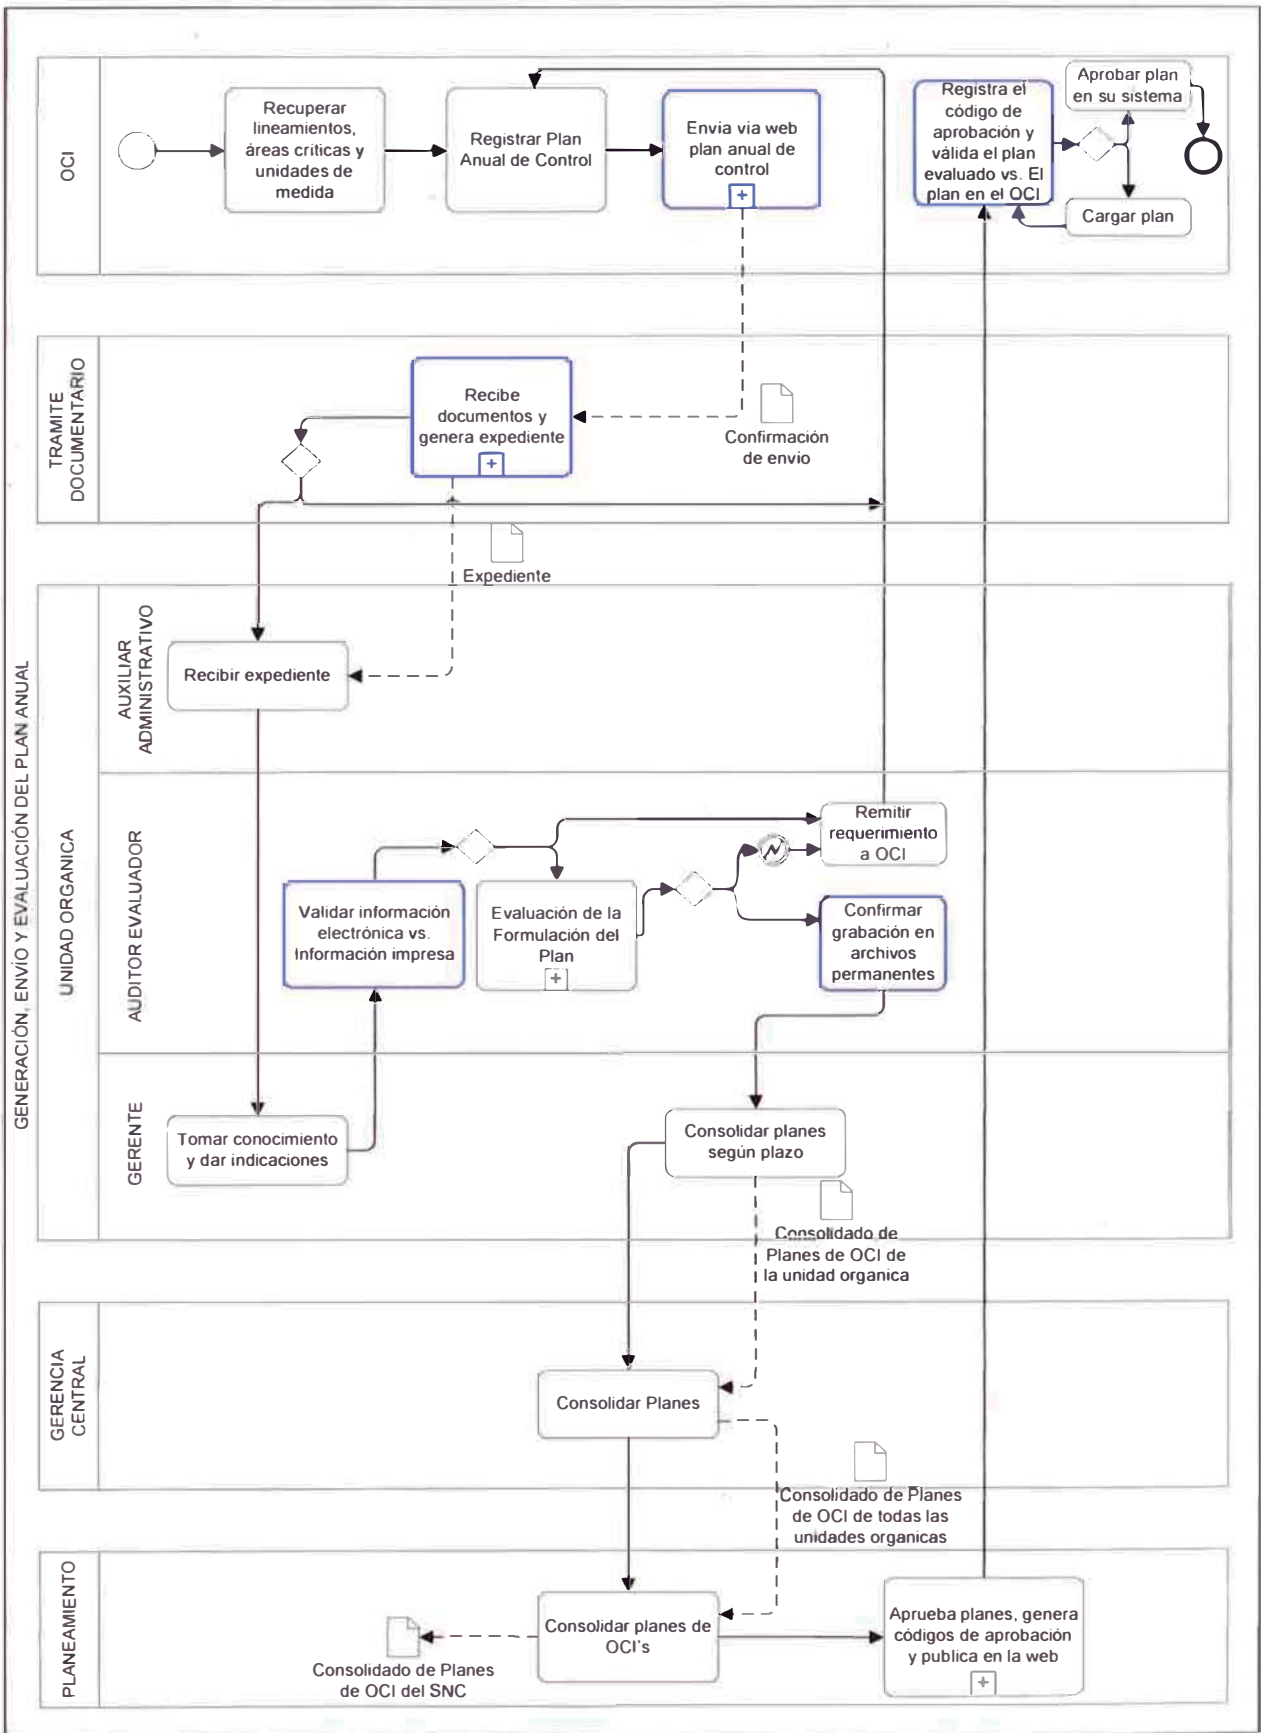 GENERACIÓN, ENVÍO Y EVALUACIÓN DEL PLAN ANUAL
OCI
Recuperar
lineamientos,
áreas críticas y
unidades de
medida
Registrar Plan
Anual de Control
Envia via web
plan anual de
control
Registra el
código de
aprobación y
válida el plan
evaluado vs. El
plan en el OCI
Aprobar plan
en su sistema
Cargar plan
TRAMITE
DOCUMENTARIO
Recibe
documentos y
genera expediente
Confirmación
de envio
Expediente
UNIDAD ORGANICA
AUXILIAR
ADMINISTRATIVO
Recibir expediente
AUDITOR EVALUADOR
Validar información
electrónica vs.
Información impresa
Evaluación de la
Formulación del
Plan
Remitir
requerimiento
a OCI
Confirmar
grabación en
archivos
permanentes
GERENTE
Tomar conocimiento
y dar indicaciones
Consolidar planes
según plazo
Consolidado de
Planes de OCI de
la unidad organica
GERENCIA
CENTRAL
Consolidar Planes
Consolidado de Planes
de OCI de todas las
unidades organicas
PLANEAMIENTO
Consolidar planes de
OCI's
Consolidado de Planes
de OCI del SNC
Aprueba planes, genera
códigos de aprobación
y publica en la web